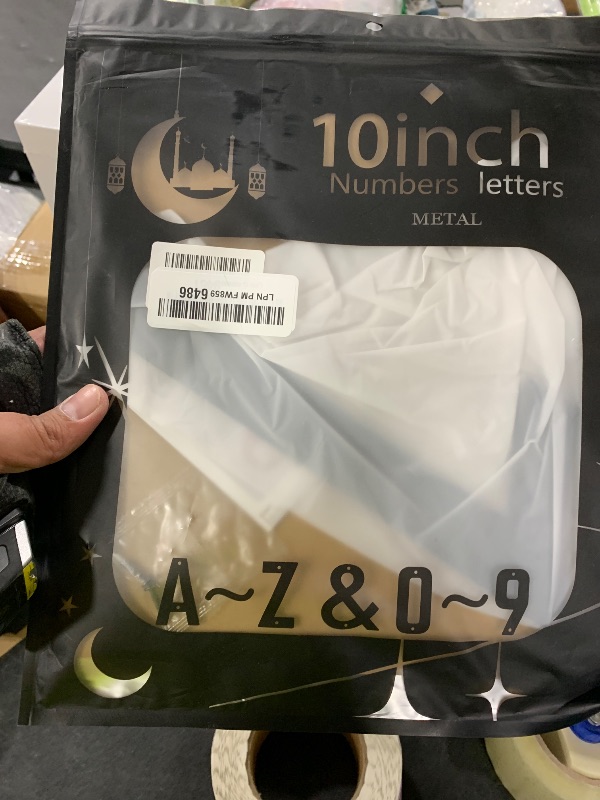 10inch
Numbers letters
METAL
LPN PM FW859 6486
A~Z & 0~9